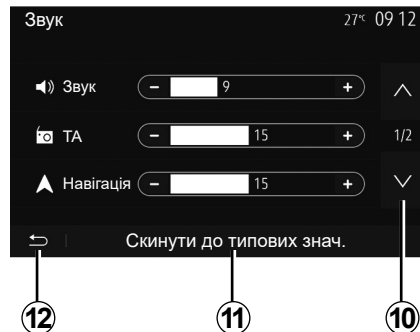 Звук 27°C 09 12
Звук - 9 +
TA - 15 + 1/2
Навігація - 15 +
Скинути до типових знач.
12 11 10